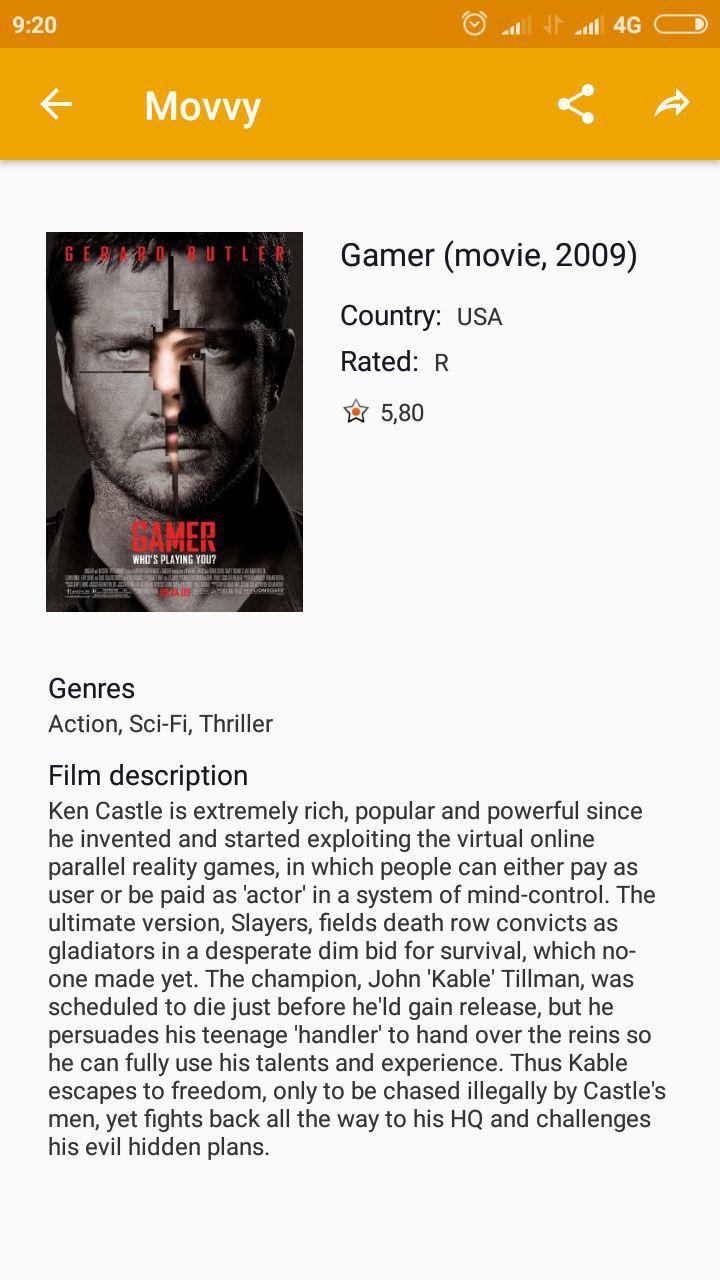 9:20
4G
Movvy
GERARD BUTLER
GAMER
WHO'S PLAYING YOU?
LIONSGATE
Gamer (movie, 2009)
Country: USA
Rated: R
5,80
Genres
Action, Sci-Fi, Thriller
Film description
Ken Castle is extremely rich, popular and powerful since
he invented and started exploiting the virtual online
parallel reality games, in which people can either pay as
user or be paid as 'actor' in a system of mind-control. The
ultimate version, Slayers, fields death row convicts as
gladiators in a desperate dim bid for survival, which no-
one made yet. The champion, John 'Kable' Tillman, was
scheduled to die just before he'ld gain release, but he
persuades his teenage 'handler' to hand over the reins so
he can fully use his talents and experience. Thus Kable
escapes to freedom, only to be chased illegally by Castle's
men, yet fights back all the way to his HQ and challenges
his evil hidden plans.